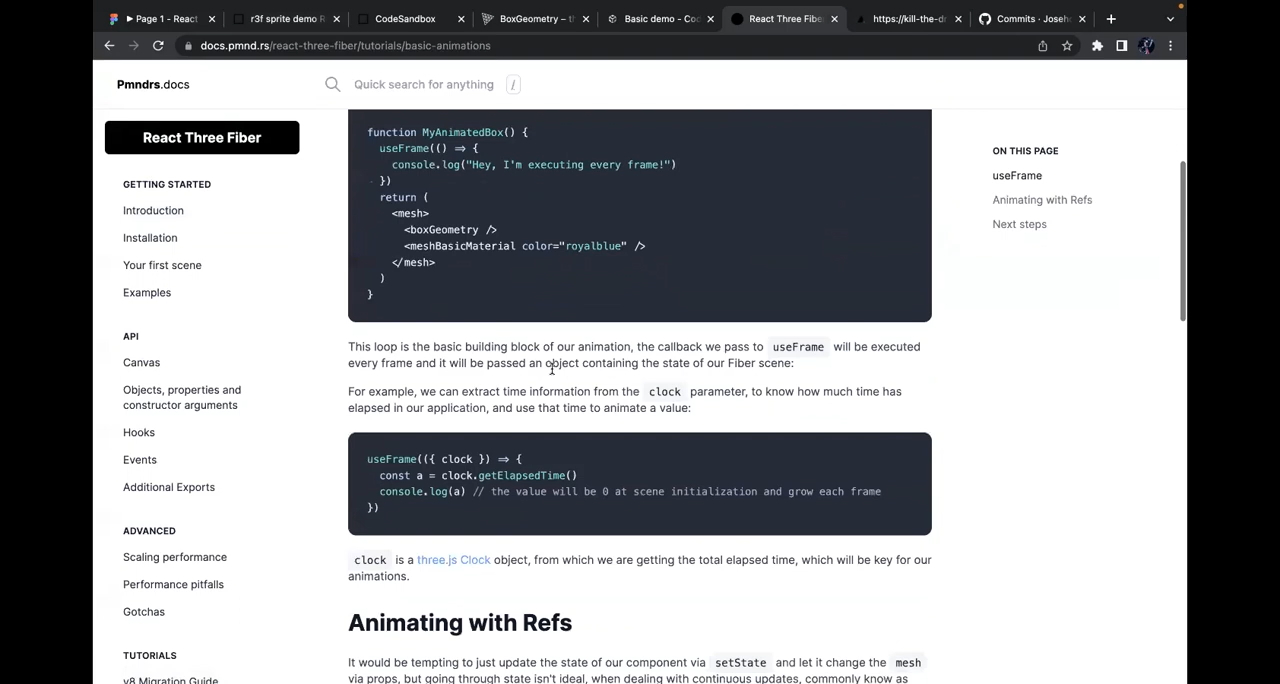 ▶ Page 1 - React
r3f sprite demo R
CodeSandbox
BoxGeometry – th
Basic demo - Co
React Three Fiber
https://kill-the-dr
Commits · Joseh
docs.pmnd.rs/react-three-fiber/tutorials/basic-animations
Pmndrs.docs
Quick search for anything /
React Three Fiber
GETTING STARTED
Introduction
Installation
Your first scene
Examples
API
Canvas
Objects, properties and
constructor arguments
Hooks
Events
Additional Exports
ADVANCED
Scaling performance
Performance pitfalls
Gotchas
TUTORIALS
v8 Migration Guide
function MyAnimatedBox() {
useFrame(() => {
console.log("Hey, I'm executing every frame!")
})
return (
<mesh>
<boxGeometry />
<meshBasicMaterial color="royalblue" />
</mesh>
)
}
This loop is the basic building block of our animation, the callback we pass to useFrame will be executed
every frame and it will be passed an object containing the state of our Fiber scene:
For example, we can extract time information from the clock parameter, to know how much time has
elapsed in our application, and use that time to animate a value:
useFrame(({ clock }) => {
const a = clock.getElapsedTime()
console.log(a) // the value will be 0 at scene initialization and grow each frame
})
clock is a three.js Clock object, from which we are getting the total elapsed time, which will be key for our
animations.
Animating with Refs
It would be tempting to just update the state of our component via setState and let it change the mesh
via props, but going through state isn't ideal, when dealing with continuous updates, commonly know as
ON THIS PAGE
useFrame
Animating with Refs
Next steps